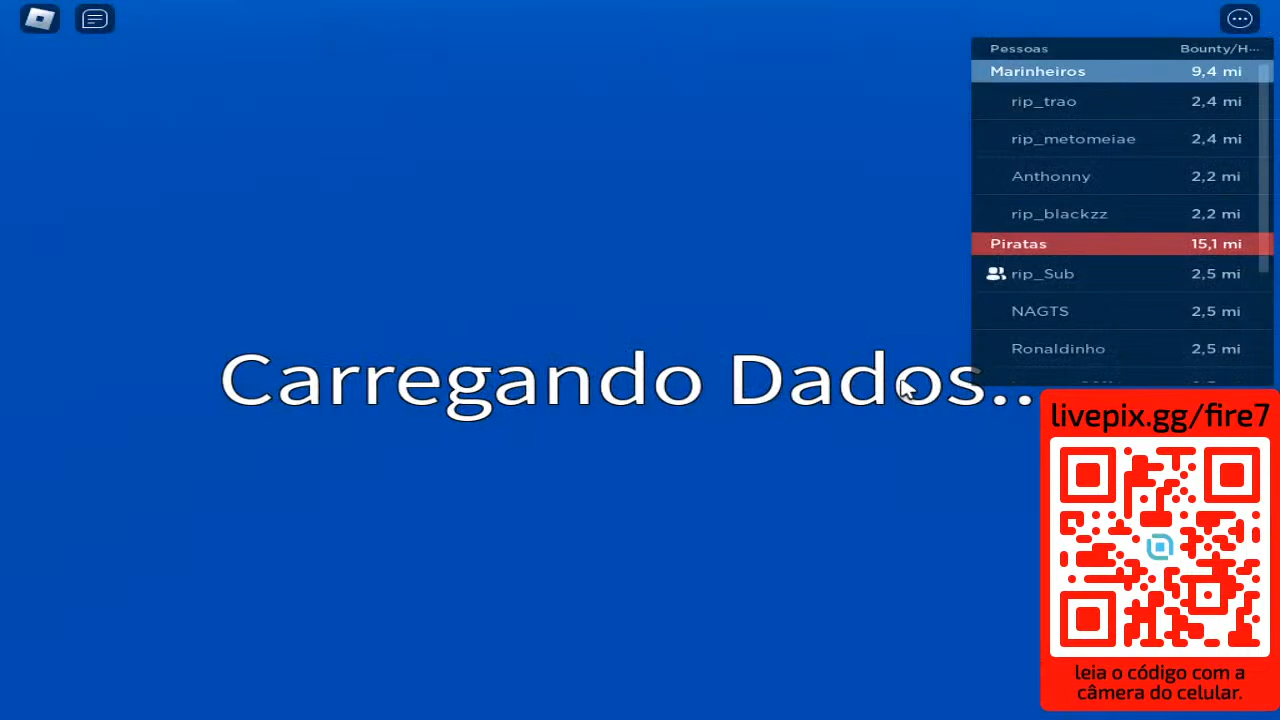 Pessoas Bounty/H...
Marinheiros 9,4 mi
rip_trao 2,4 mi
rip_metomeiae 2,4 mi
Anthonny 2,2 mi
rip_blackzz 2,2 mi
Piratas 15,1 mi
rip_Sub 2,5 mi
NAGTS 2,5 mi
Ronaldinho 2,5 mi
Carregando Dados..
livepix.gg/fire7
leia o código com a
câmera do celular.